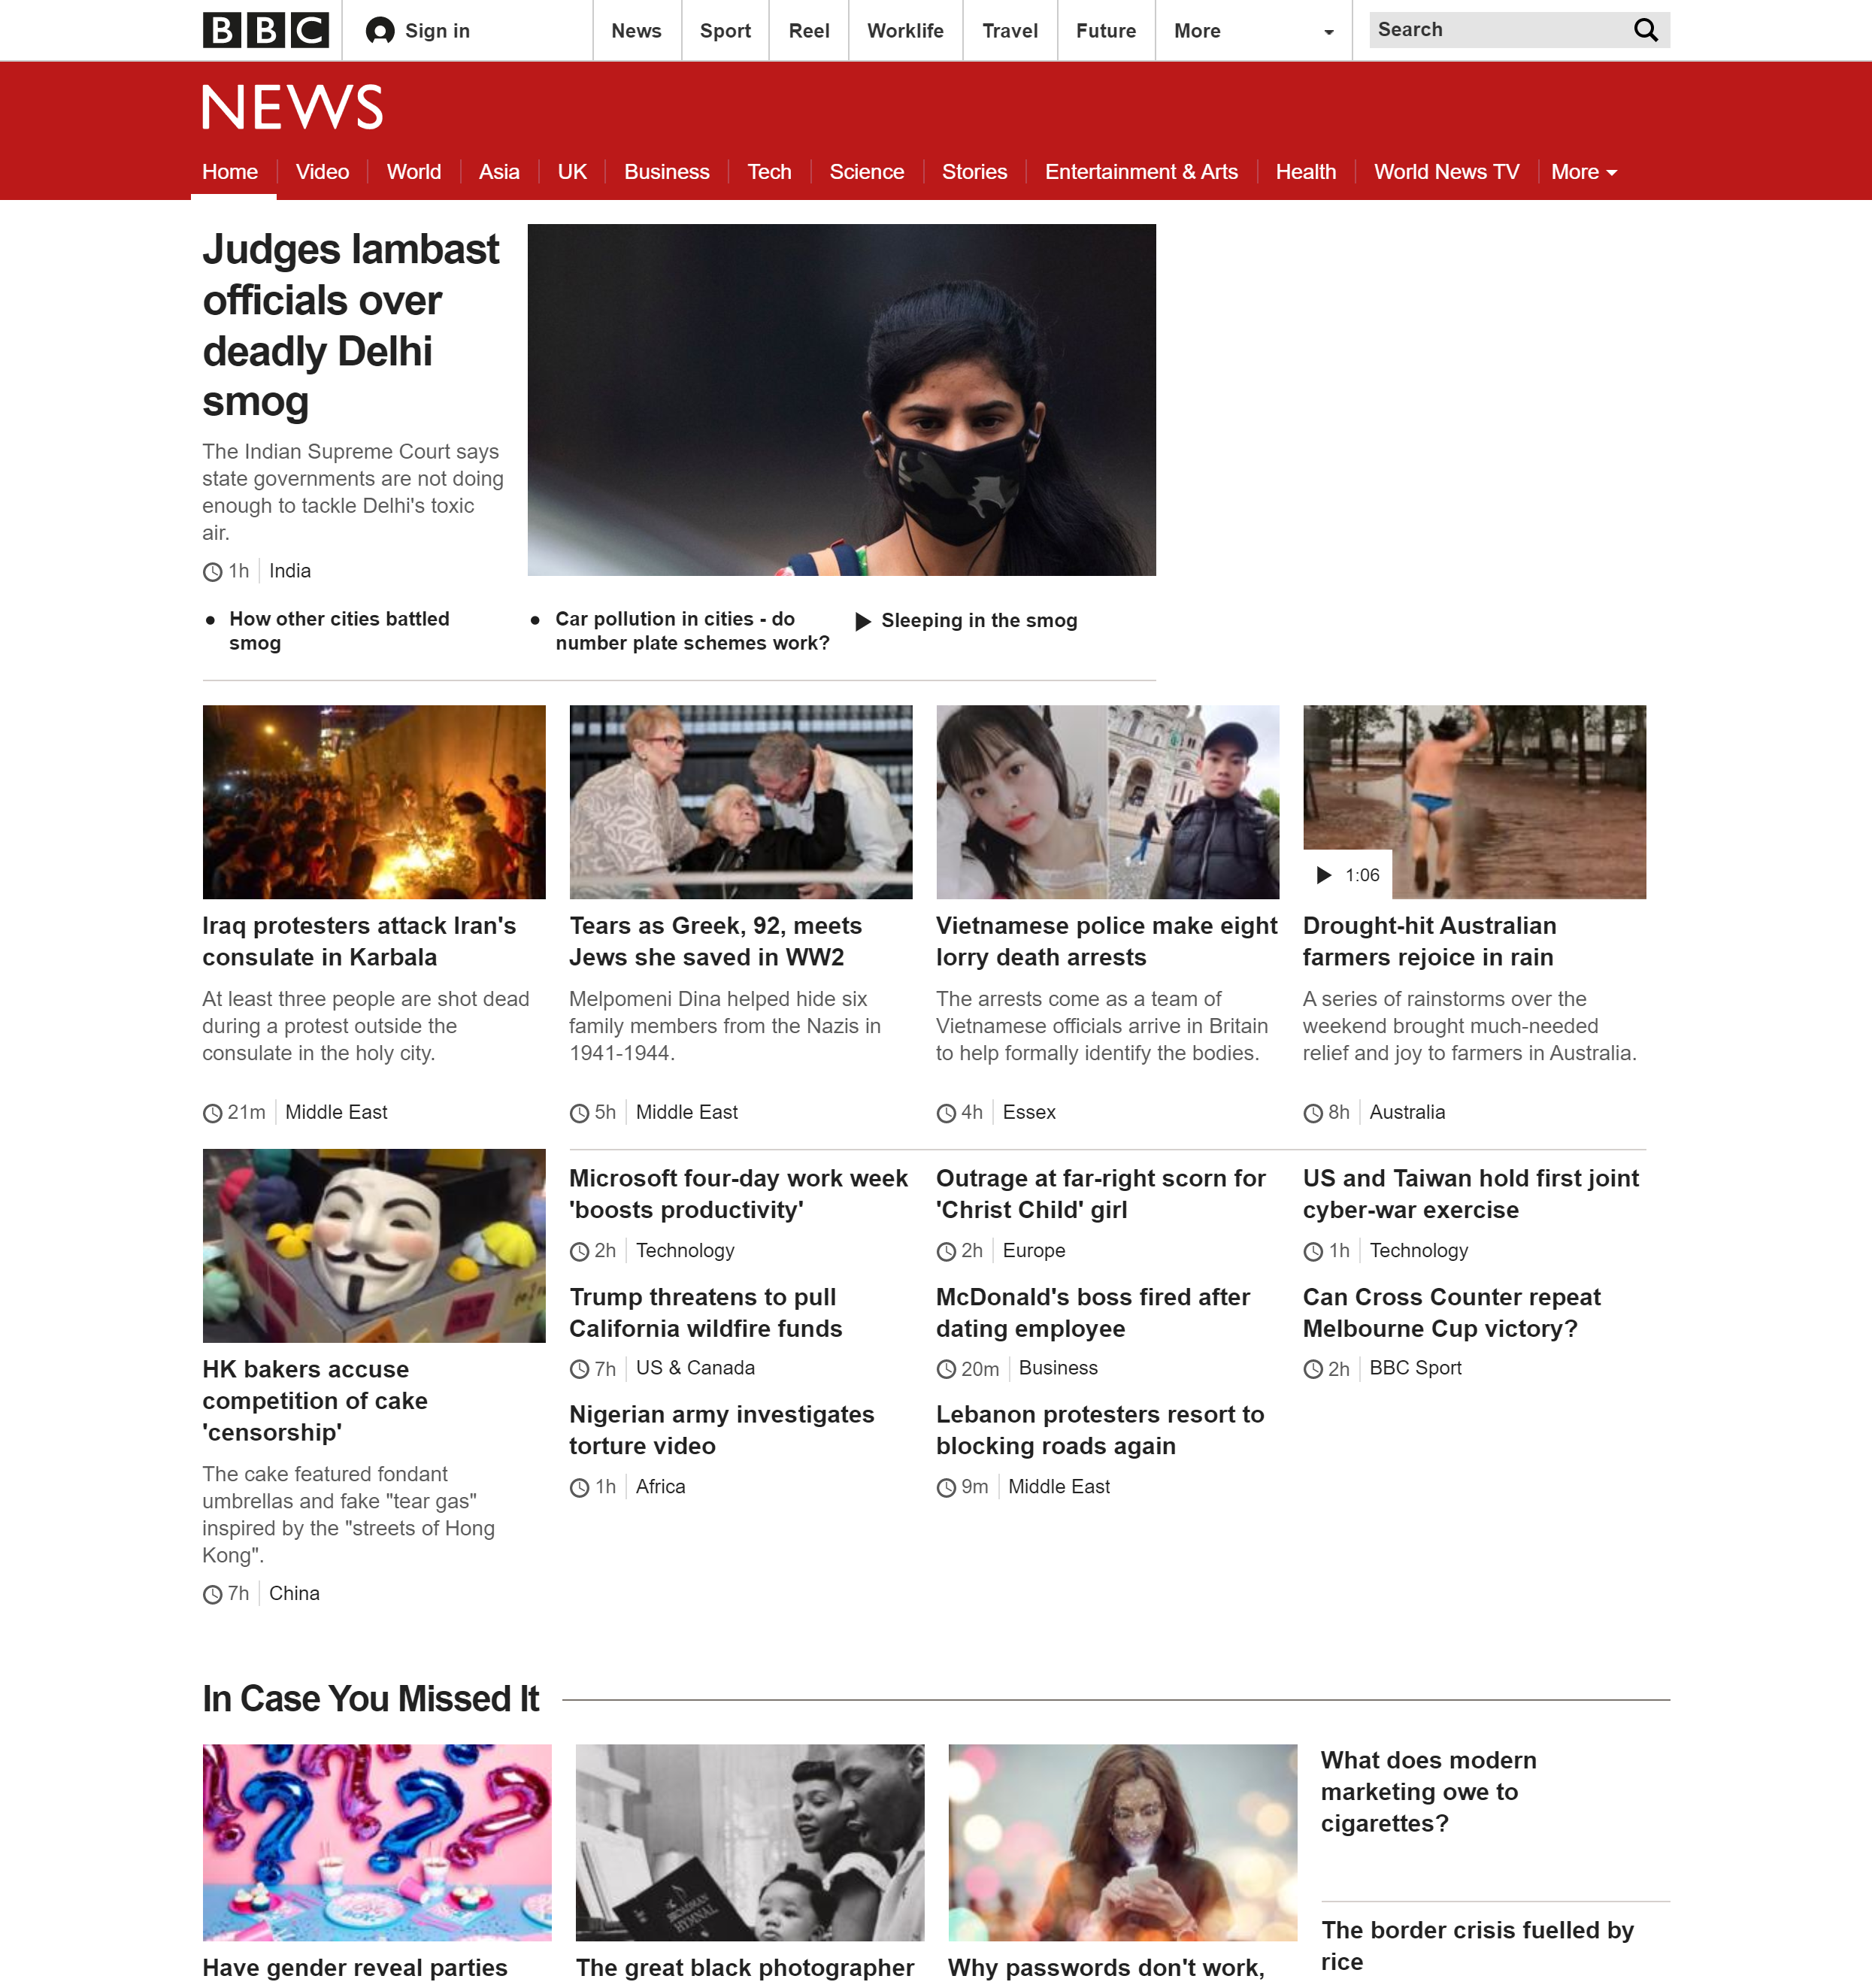 BBC
Sign in
News
Sport
Reel
Worklife
Travel
Future
More
Search
NEWS
Home
Video
World
Asia
UK
Business
Tech
Science
Stories
Entertainment & Arts
Health
World News TV
More
Judges lambast
officials over
deadly Delhi
smog
The Indian Supreme Court says
state governments are not doing
enough to tackle Delhi's toxic
air.
1h
India
How other cities battled
smog
Car pollution in cities - do
number plate schemes work?
Sleeping in the smog
1:06
Iraq protesters attack Iran's
consulate in Karbala
At least three people are shot dead
during a protest outside the
consulate in the holy city.
21m
Middle East
Tears as Greek, 92, meets
Jews she saved in WW2
Melpomeni Dina helped hide six
family members from the Nazis in
1941-1944.
5h
Middle East
Vietnamese police make eight
lorry death arrests
The arrests come as a team of
Vietnamese officials arrive in Britain
to help formally identify the bodies.
4h
Essex
Drought-hit Australian
farmers rejoice in rain
A series of rainstorms over the
weekend brought much-needed
relief and joy to farmers in Australia.
8h
Australia
HK bakers accuse
competition of cake
'censorship'
The cake featured fondant
umbrellas and fake "tear gas"
inspired by the "streets of Hong
Kong".
7h
China
Microsoft four-day work week
'boosts productivity'
2h
Technology
Outrage at far-right scorn for
'Christ Child' girl
2h
Europe
US and Taiwan hold first joint
cyber-war exercise
1h
Technology
Trump threatens to pull
California wildfire funds
7h
US & Canada
McDonald's boss fired after
dating employee
20m
Business
Can Cross Counter repeat
Melbourne Cup victory?
2h
BBC Sport
Nigerian army investigates
torture video
1h
Africa
Lebanon protesters resort to
blocking roads again
9m
Middle East
In Case You Missed It
HYMNAL
Have gender reveal parties
The great black photographer
Why passwords don't work,
What does modern
marketing owe to
cigarettes?
The border crisis fuelled by
rice